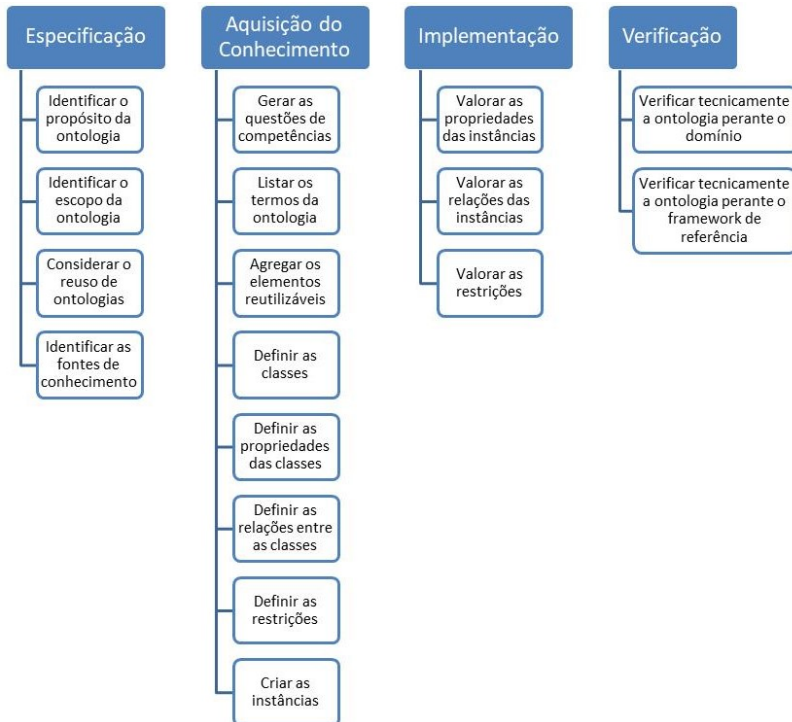 Especificação
Identificar o
propósito da
ontologia
Identificar o
escopo da
ontologia
Considerar o
reuso de
ontologias
Identificar as
fontes de
conhecimento
Aquisição do
Conhecimento
Gerar as
questões de
competências
Listar os
termos da
ontologia
Agregar os
elementos
reutilizáveis
Definir as
classes
Definir as
propriedades
das classes
Definir as
relações entre
as classes
Definir as
restrições
Criar as
instâncias
Implementação
Valorar as
propriedades
das instâncias
Valorar as
relações das
instâncias
Valorar as
restrições
Verificação
Verificar tecnicamente
a ontologia perante o
domínio
Verificar tecnicamente
a ontologia perante o
framework de
referência